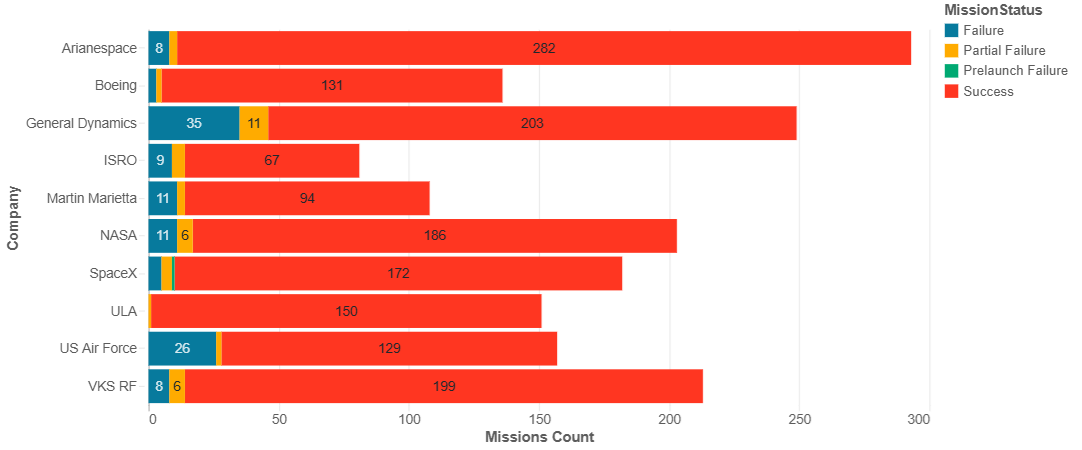 MissionStatus
Failure
Partial Failure
Prelaunch Failure
Success
Company
Arianespace 8 282
Boeing 131
General Dynamics 35 11 203
ISRO 9 67
Martin Marietta 11 94
NASA 11 6 186
SpaceX 172
ULA 150
US Air Force 26 129
VKS RF 8 6 199
0 50 100 150 200 250 300
Missions Count